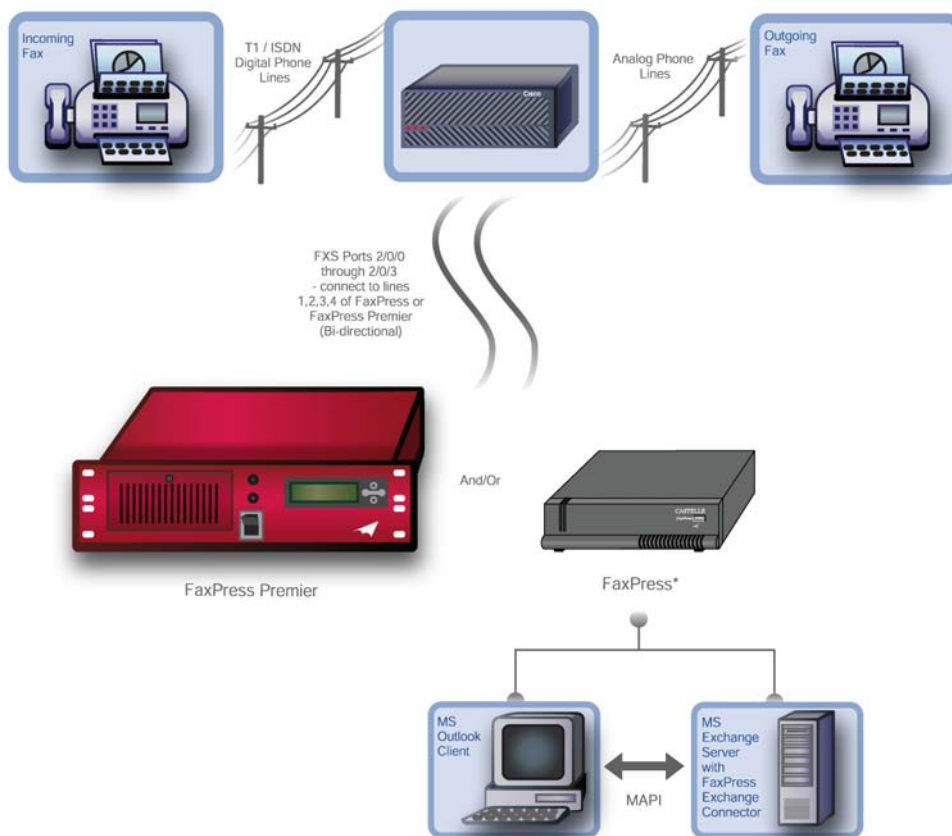 Incoming
Fax
T1 / ISDN
Digital Phone
Lines
Cisco
Analog Phone
Lines
Outgoing
Fax
FXS Ports 2/0/0
through 2/0/3
- connect to lines
1,2,3,4 of FaxPress or
FaxPress Premier
(Bi-directional)
And/Or
CASTELLE
FaxPress Premier
FaxPress*
MS
Outlook
Client
MAPI
MS
Exchange
Server
with
FaxPress
Exchange
Connector